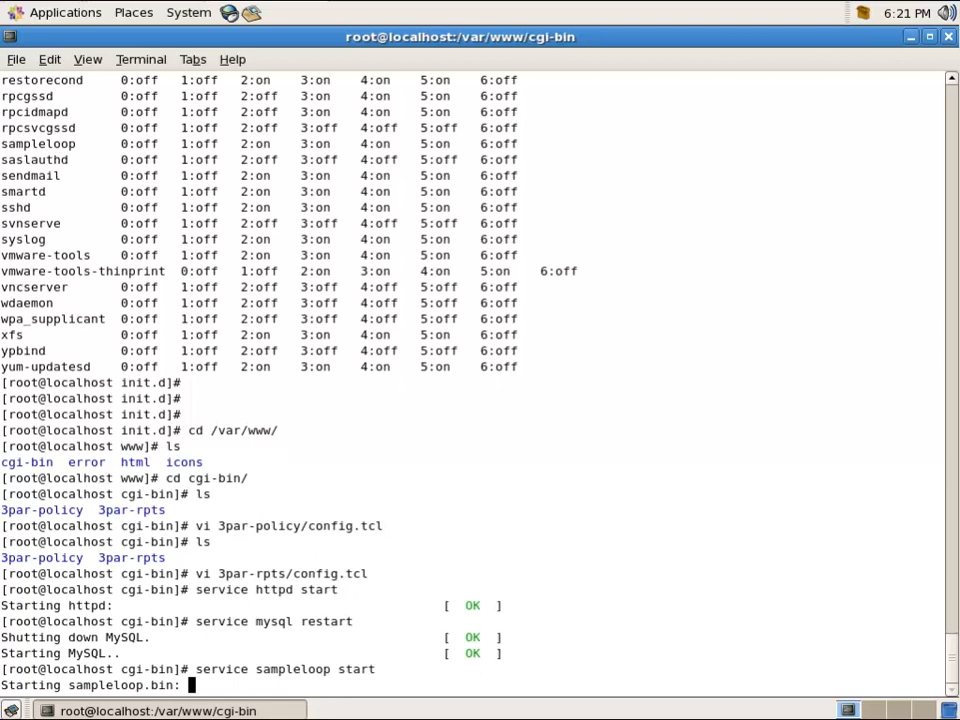 Applications Places System 6:21 PM
root@localhost:/var/www/cgi-bin
File Edit View Terminal Tabs Help
restorecond 0:off 1:off 2:on 3:on 4:on 5:on 6:off
rpcgssd 0:off 1:off 2:off 3:on 4:on 5:on 6:off
rpcidmapd 0:off 1:off 2:off 3:on 4:on 5:on 6:off
rpcsvcgssd 0:off 1:off 2:off 3:off 4:off 5:off 6:off
sampleloop 0:off 1:off 2:on 3:on 4:on 5:on 6:off
saslauthd 0:off 1:off 2:off 3:off 4:off 5:off 6:off
sendmail 0:off 1:off 2:on 3:on 4:on 5:on 6:off
smartd 0:off 1:off 2:on 3:on 4:on 5:on 6:off
sshd 0:off 1:off 2:on 3:on 4:on 5:on 6:off
svnserve 0:off 1:off 2:off 3:off 4:off 5:off 6:off
syslog 0:off 1:off 2:on 3:on 4:on 5:on 6:off
vmware-tools 0:off 1:off 2:on 3:on 4:on 5:on 6:off
vmware-tools-thinprint 0:off 1:off 2:on 3:on 4:on 5:on 6:off
vncserver 0:off 1:off 2:off 3:off 4:off 5:off 6:off
wdaemon 0:off 1:off 2:off 3:off 4:off 5:off 6:off
wpa_supplicant 0:off 1:off 2:off 3:off 4:off 5:off 6:off
xfs 0:off 1:off 2:on 3:on 4:on 5:on 6:off
ypbind 0:off 1:off 2:off 3:off 4:off 5:off 6:off
yum-updatesd 0:off 1:off 2:on 3:on 4:on 5:on 6:off
[root@localhost init.d]#
[root@localhost init.d]#
[root@localhost init.d]#
[root@localhost init.d]# cd /var/www/
[root@localhost www]# ls
cgi-bin error html icons
[root@localhost www]# cd cgi-bin/
[root@localhost cgi-bin]# ls
3par-policy 3par-rpts
[root@localhost cgi-bin]# vi 3par-policy/config.tcl
[root@localhost cgi-bin]# ls
3par-policy 3par-rpts
[root@localhost cgi-bin]# vi 3par-rpts/config.tcl
[root@localhost cgi-bin]# service httpd start
Starting httpd: [ OK ]
[root@localhost cgi-bin]# service mysql restart
Shutting down MySQL. [ OK ]
Starting MySQL.. [ OK ]
[root@localhost cgi-bin]# service sampleloop start
Starting sampleloop.bin:
root@localhost:/var/www/cgi-bin